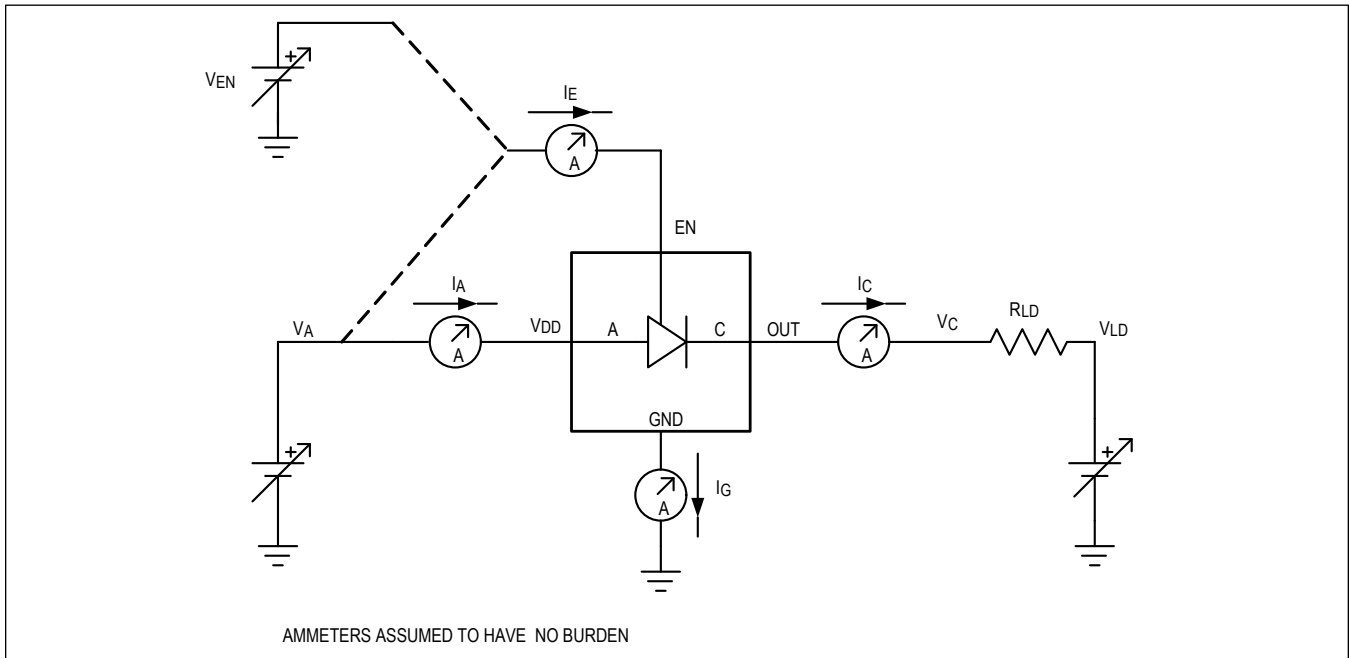 VEN
+
IE
A
EN
IA
IC
VA
VDD
A
C
OUT
VC
RLD
VLD
A
A
GND
+
+
IG
A
AMMETERS ASSUMED TO HAVE NO BURDEN